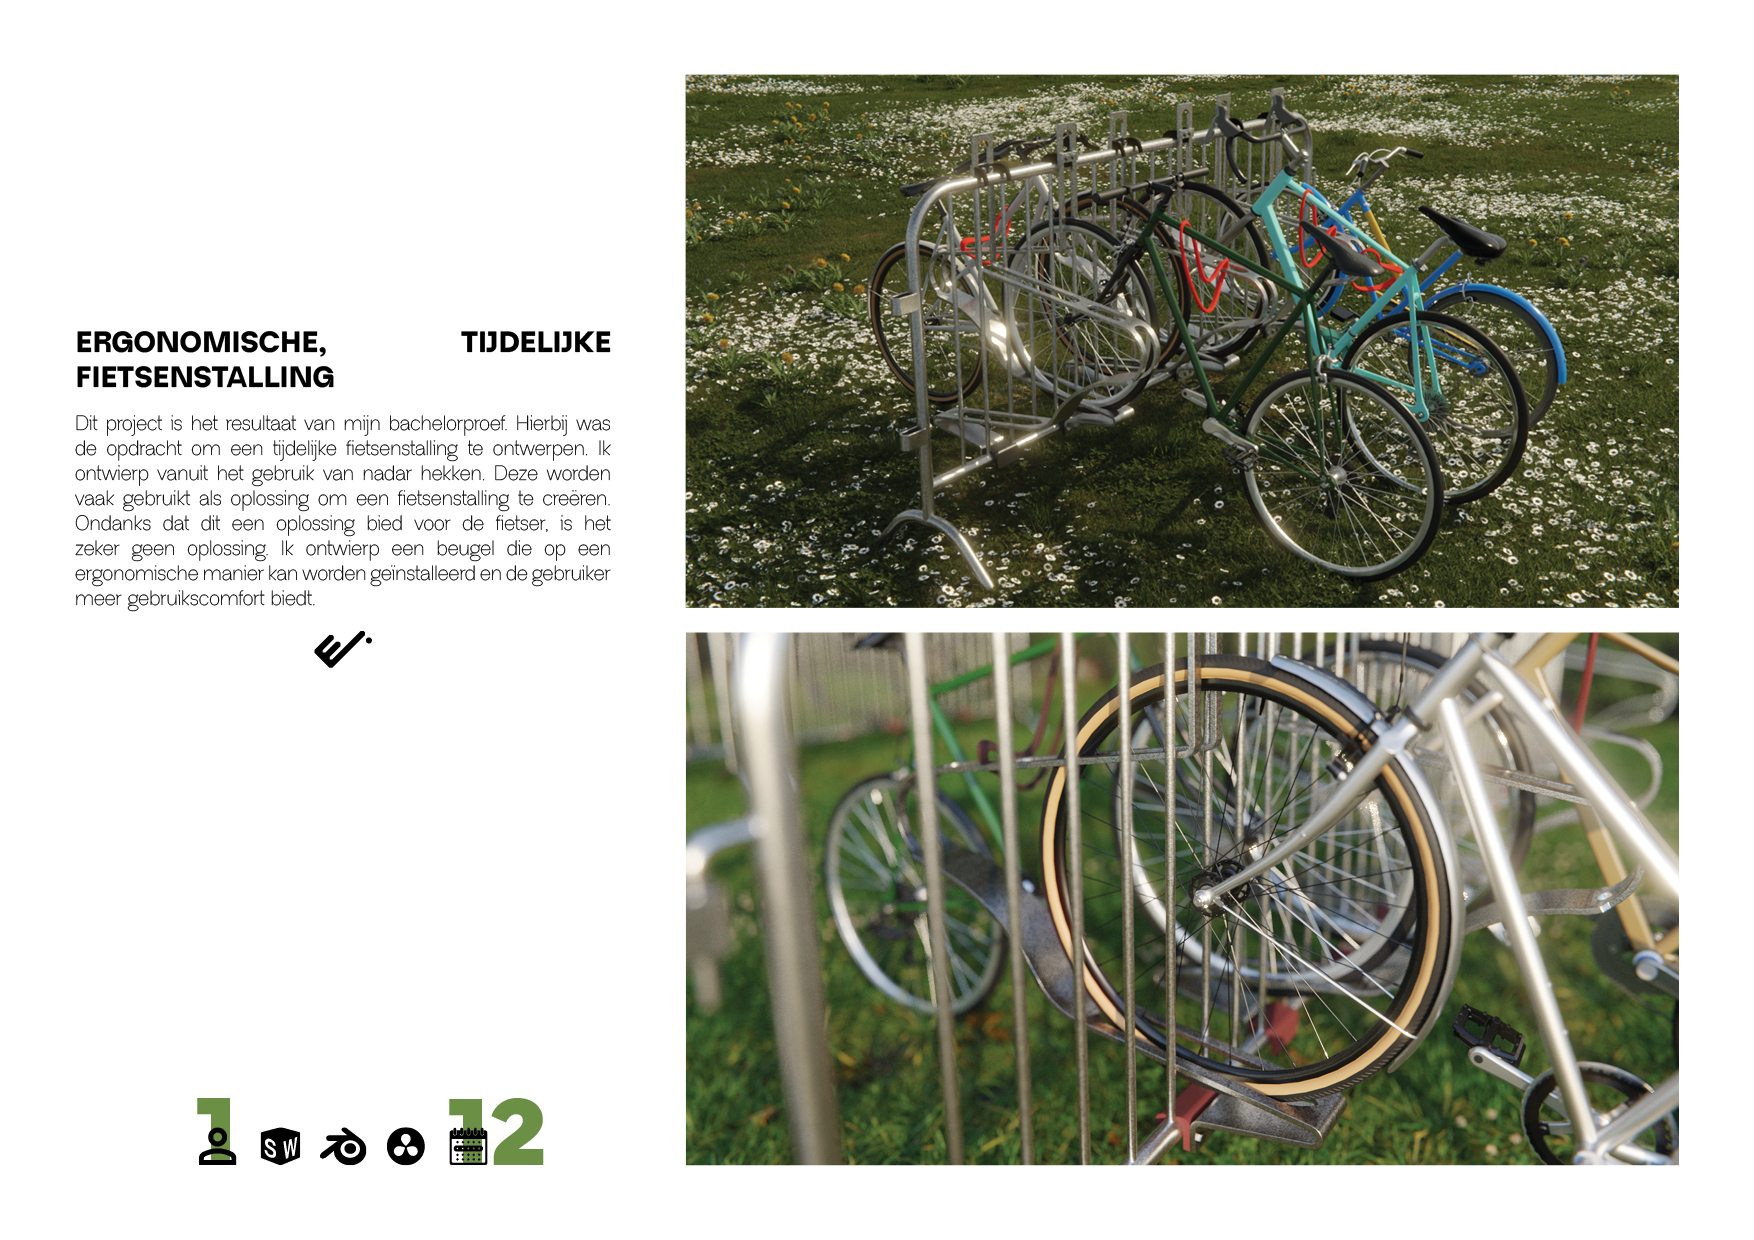 ERGONOMISCHE, TIJDELIJKE
FIETSENSTALLING
Dit project is het resultaat van mijn bachelorproef. Hierbij was
de opdracht om een tijdelijke fietsenstalling te ontwerpen. Ik
ontwierp vanuit het gebruik van nadar hekken. Deze worden
vaak gebruikt als oplossing om een fietsenstalling te creëren.
Ondanks dat dit een oplossing bied voor de fietser, is het
zeker geen oplossing. Ik ontwierp een beugel die op een
ergonomische manier kan worden geïnstalleerd en de gebruiker
meer gebruikscomfort biedt.
1 SW 12